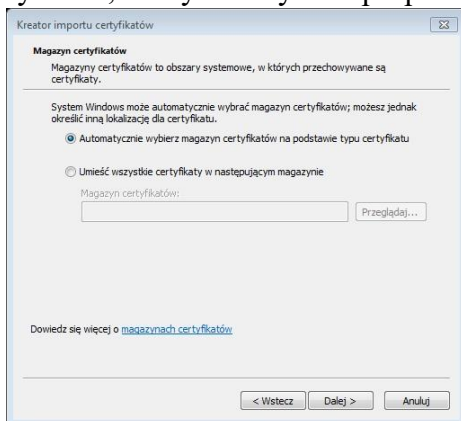 Kreator importu certyfikatów
Magazyn certyfikatów
Magazyny certyfikatów to obszary systemowe, w których przechowywane są
certyfikaty.
System Windows może automatycznie wybrać magazyn certyfikatów; możesz jednak
określić inną lokalizację dla certyfikatu.
Automatycznie wybierz magazyn certyfikatów na podstawie typu certyfikatu
Umieść wszystkie certyfikaty w następującym magazynie
Magazyn certyfikatów:
Przeglądaj...
Dowiedz się więcej o magazynach certyfikatów
< Wstecz Dalej > Anuluj